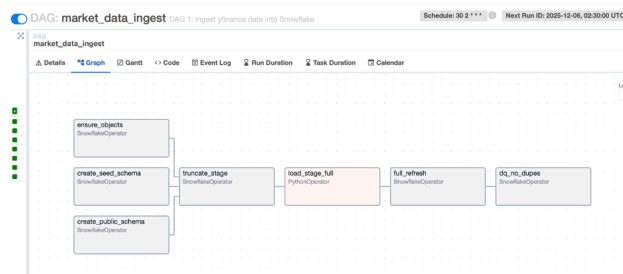 DAG: market_data_ingest DAG 1: Ingest yfinance data into Snowflake
Schedule: 30 2 * * *
Next Run ID: 2025-12-06, 02:30:00 UTC
DAG
market_data_ingest
Details Graph Gantt Code Event Log Run Duration Task Duration Calendar
ensure_objects
SnowflakeOperator
create_seed_schema
SnowflakeOperator
truncate_stage
SnowflakeOperator
load_stage_full
PythonOperator
full_refresh
SnowflakeOperator
dq_no_dupes
SnowflakeOperator
create_public_schema
SnowflakeOperator